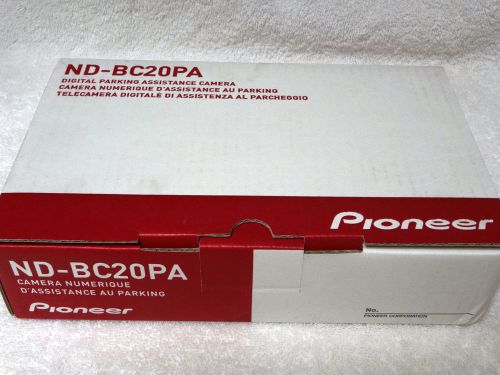 ND-BC20PA
DIGITAL PARKING ASSISTANCE CAMERA
CAMERA NUMERIQUE D'ASSISTANCE AU PARKING
TELECAMERA DIGITALE DI ASSISTENZA AL PARCHEGGIO
Pioneer
ND-BC20PA
CAMERA NUMERIQUE
D'ASSISTANCE AU PARKING
Pioneer
No.
PIONEER CORPORATION